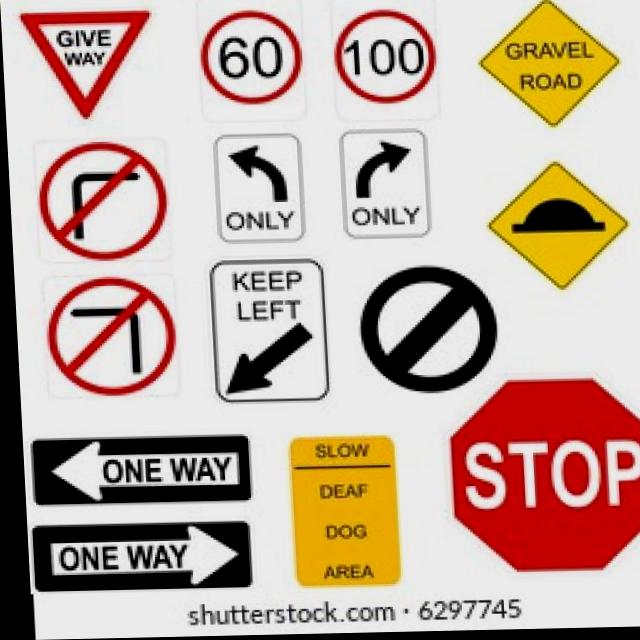 GIVE
WAY
60
100
GRAVEL
ROAD
ONLY
ONLY
KEEP
LEFT
ONE WAY
ONE WAY
SLOW
DEAF
DOG
AREA
STOP
shutterstock.com · 6297745